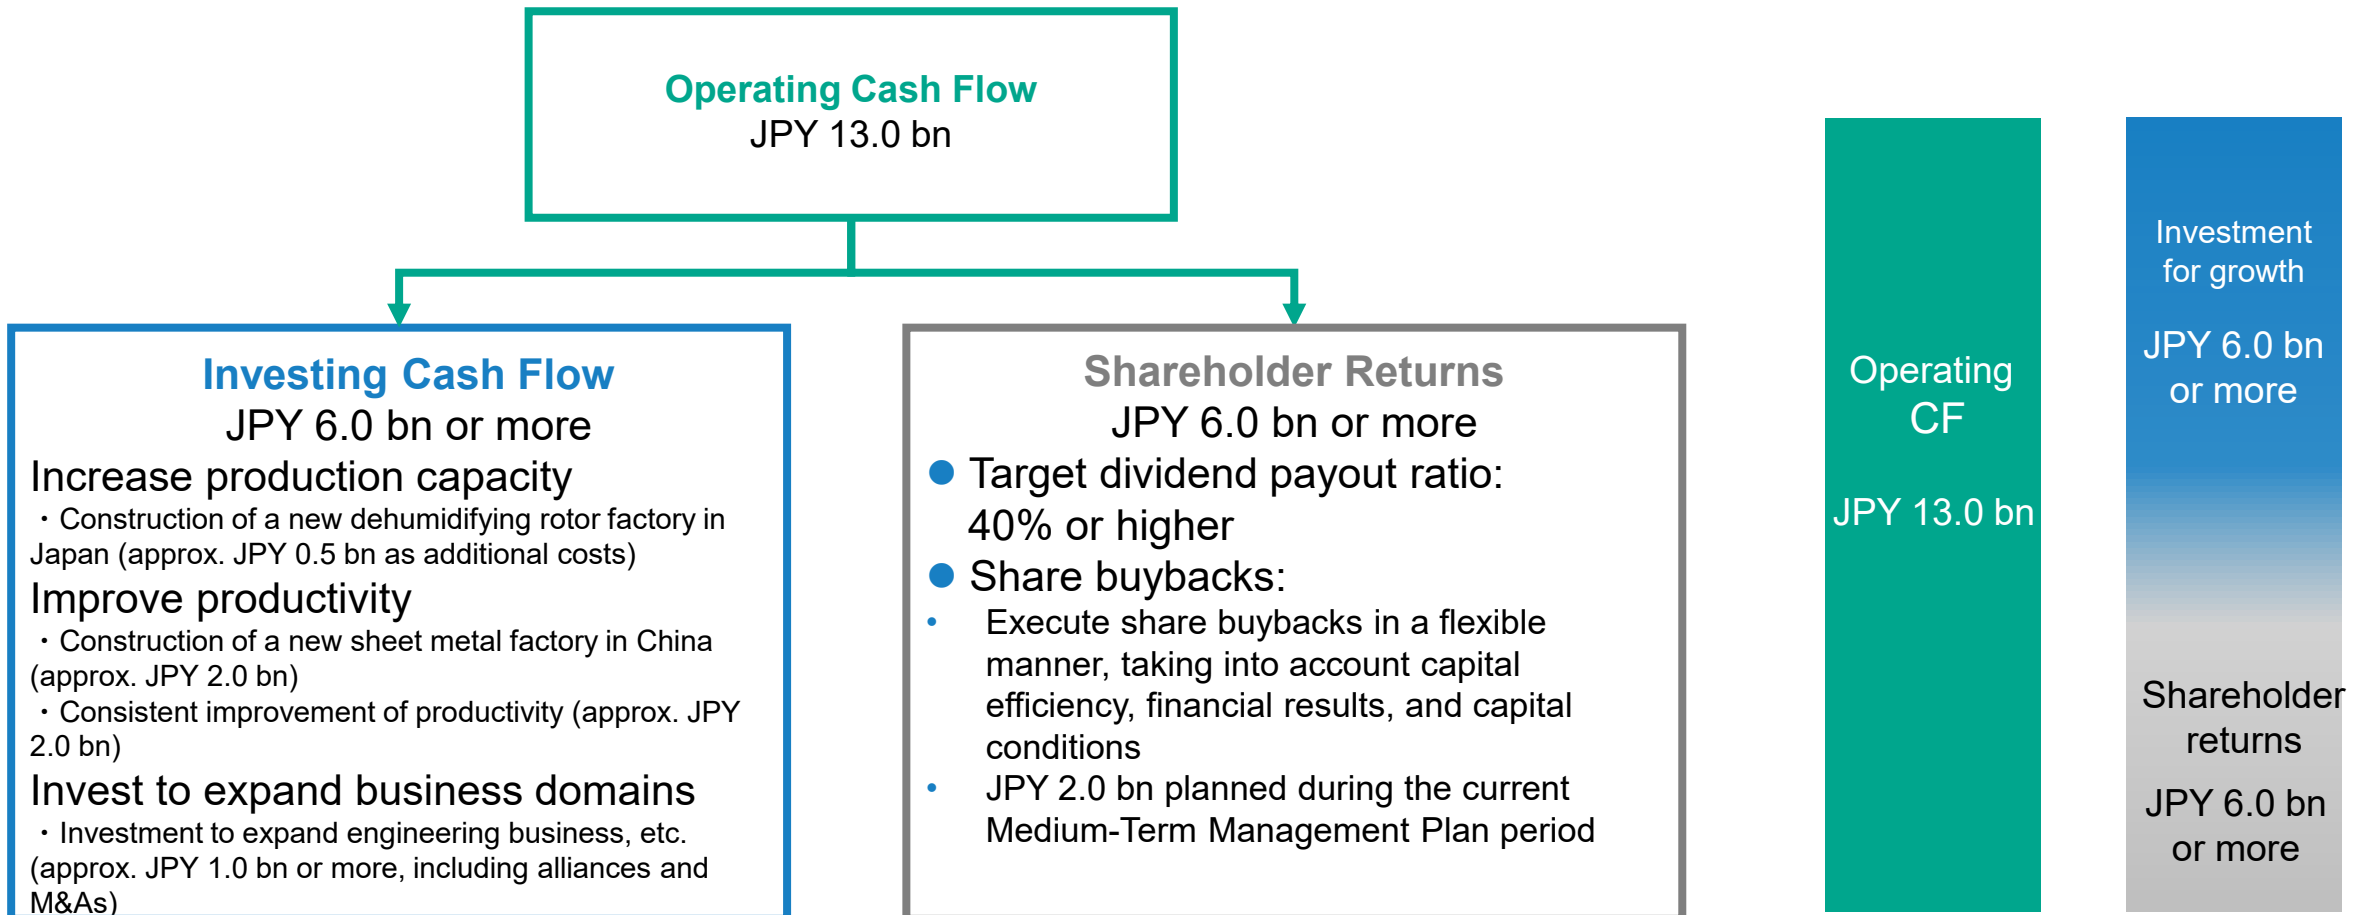 Operating Cash Flow
JPY 13.0 bn
Investing Cash Flow
JPY 6.0 bn or more
Increase production capacity
・Construction of a new dehumidifying rotor factory in
Japan (approx. JPY 0.5 bn as additional costs)
Improve productivity
・Construction of a new sheet metal factory in China
(approx. JPY 2.0 bn)
・Consistent improvement of productivity (approx. JPY
2.0 bn)
Invest to expand business domains
・Investment to expand engineering business, etc.
(approx. JPY 1.0 bn or more, including alliances and
M&As)
Shareholder Returns
JPY 6.0 bn or more
● Target dividend payout ratio:
40% or higher
● Share buybacks:
• Execute share buybacks in a flexible
manner, taking into account capital
efficiency, financial results, and capital
conditions
• JPY 2.0 bn planned during the current
Medium-Term Management Plan period
Operating
CF
JPY 13.0 bn
Investment
for growth
JPY 6.0 bn
or more
Shareholder
returns
JPY 6.0 bn
or more